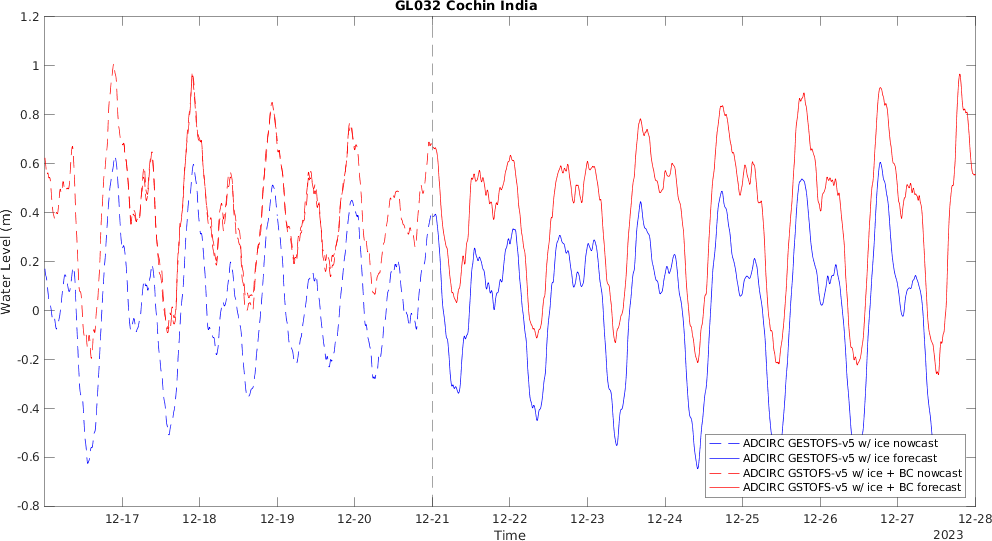 GL032 Cochin India
1.2
1
0.8
0.6
0.4
0.2
0
-0.2
-0.4
-0.6
-0.8
Water Level (m)
ADCIRC GESTOFS-v5 w/ ice nowcast
ADCIRC GESTOFS-v5 w/ ice forecast
ADCIRC GSTOFS-v5 w/ ice + BC nowcast
ADCIRC GSTOFS-v5 w/ ice + BC forecast
12-17 12-18 12-19 12-20 12-21 12-22 12-23 12-24 12-25 12-26 12-27 12-28
Time
2023